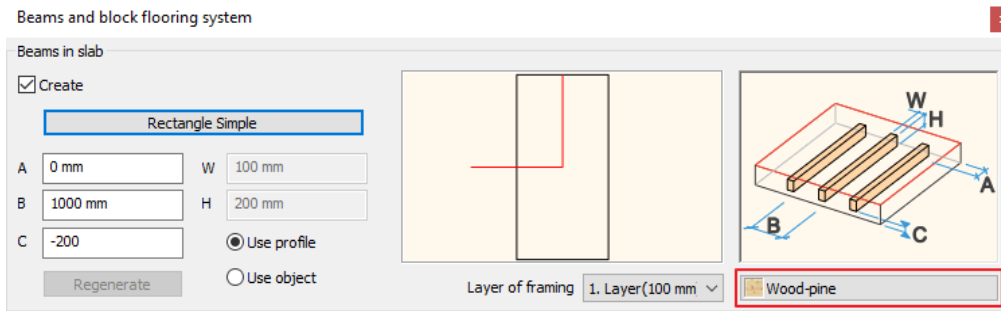 Beams and block flooring system
Beams in slab
Create
Rectangle Simple
A 0 mm W 100 mm
B 1000 mm H 200 mm
C -200 Use profile
Regenerate Use object
Layer of framing 1. Layer(100 mm
W
H
A
B
C
Wood-pine